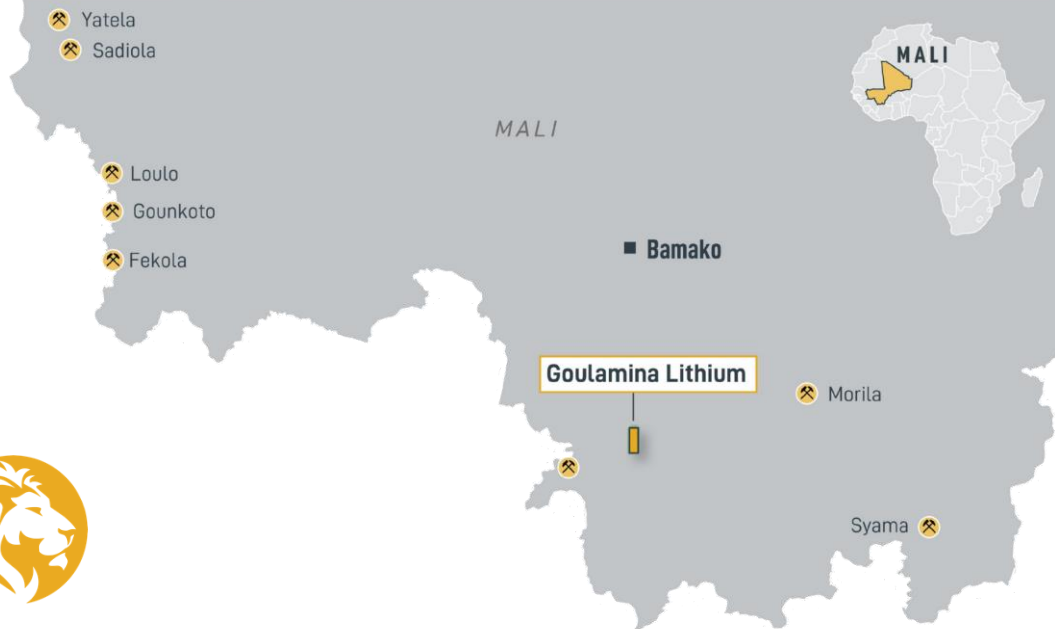 Yatela
Sadiola
MALI
MALI
Loulo
Gounkoto
Fekola
Bamako
Goulamina Lithium
Morila
Syama